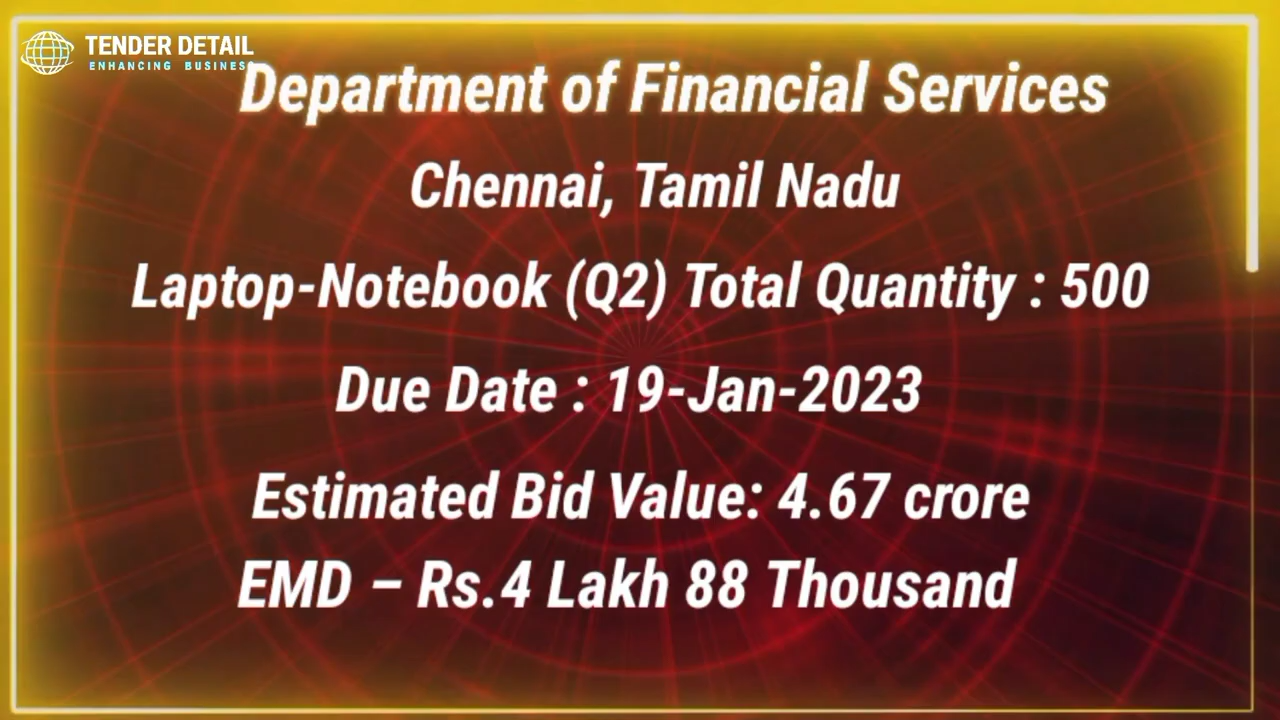 TENDER DETAIL
ENHANCING BUSINESS
Department of Financial Services
Chennai, Tamil Nadu
Laptop-Notebook (Q2) Total Quantity : 500
Due Date : 19-Jan-2023
Estimated Bid Value: 4.67 crore
EMD – Rs.4 Lakh 88 Thousand